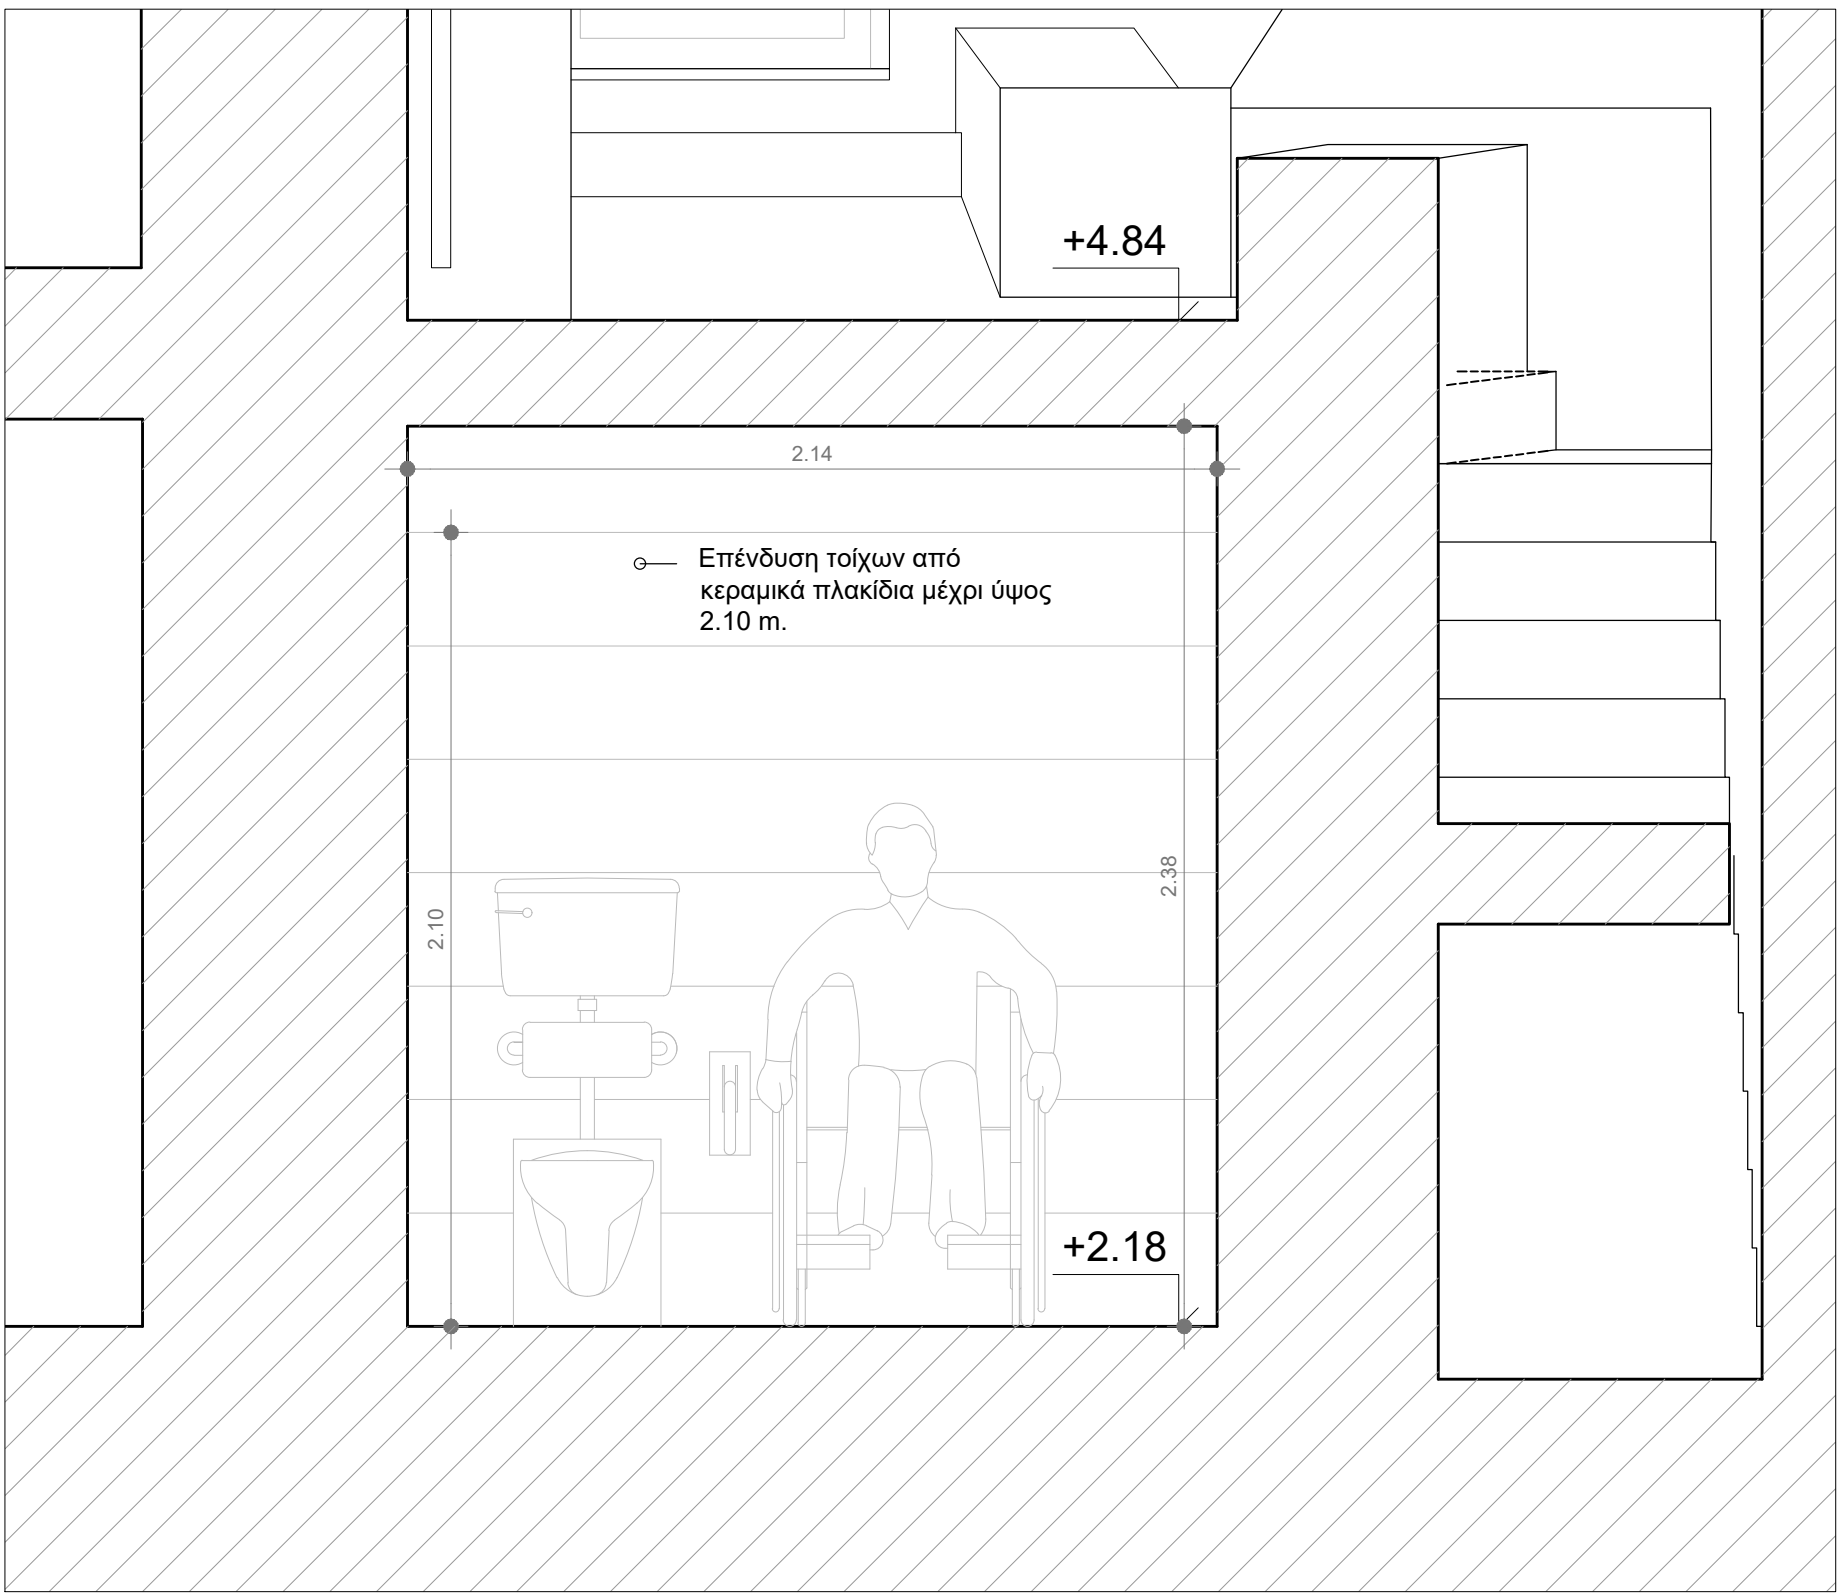 +4.84
2.14
Επένδυση τοίχων από
κεραμικά πλακίδια μέχρι ύψος
2.10 m.
2.38
2.10
+2.18